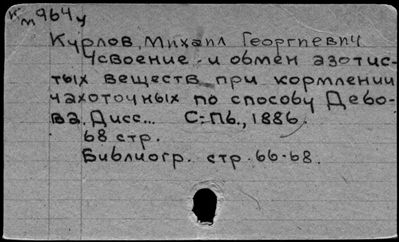 К/м 964 у
Курлов, Михаил Георгиевич
Усвоение и обмен азотис-
тых веществ при кормлении
чахоточных по способу Дебо-
ва. Дисс... С.-Пб., 1886.
68 стр.
Библиогр. стр. 66-68.